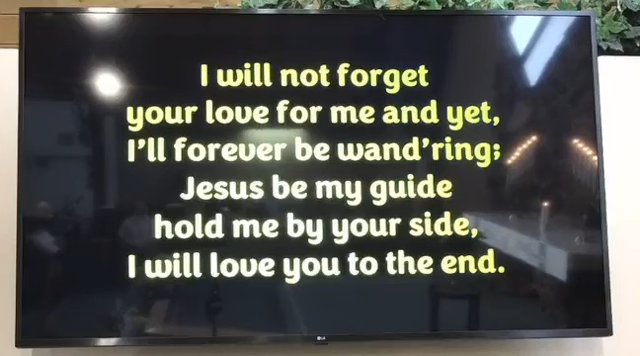 I will not forget
your love for me and yet,
I'll forever be wand'ring;
Jesus be my guide
hold me by your side,
I will love you to the end.
LG